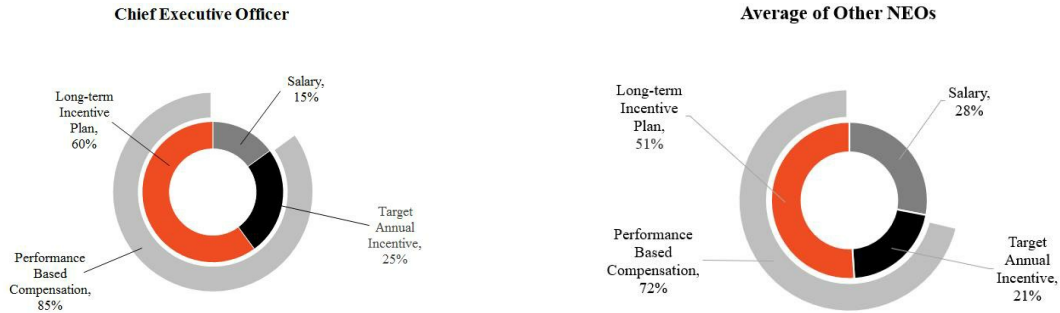 Chief Executive Officer
Salary,
15%
Long-term
Incentive
Plan,
60%
Target
Annual
Incentive,
25%
Performance
Based
Compensation,
85%
Average of Other NEOs
Long-term
Incentive
Plan,
51%
Salary,
28%
Performance
Based
Compensation,
72%
Target
Annual
Incentive,
21%